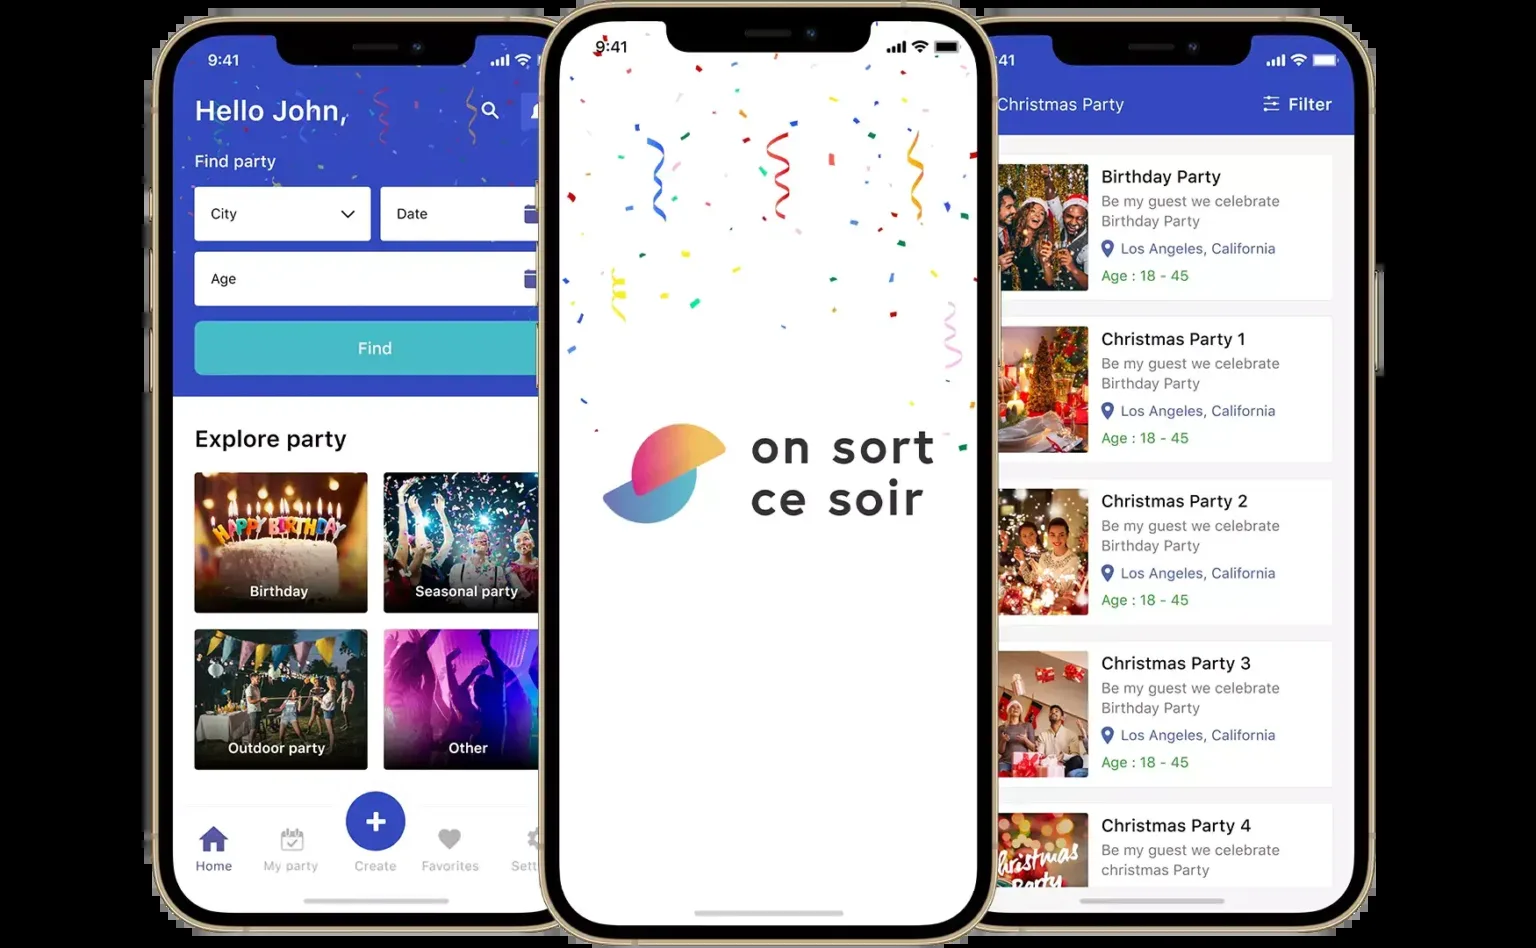 9:41
Hello John,
Find party
City
Date
Age
Find
Explore party
HAPPY BIRTHDAY
Birthday
Seasonal party
Outdoor party
Other
Home
My party
Create
Favorites
Sett
9:41
on sort
ce soir
41
Christmas Party
Filter
Birthday Party
Be my guest we celebrate
Birthday Party
Los Angeles, California
Age : 18 - 45
Christmas Party 1
Be my guest we celebrate
Birthday Party
Los Angeles, California
Age : 18 - 45
Christmas Party 2
Be my guest we celebrate
Birthday Party
Los Angeles, California
Age : 18 - 45
Christmas Party 3
Be my guest we celebrate
Birthday Party
Los Angeles, California
Age : 18 - 45
Christmas
Party
Christmas Party 4
Be my guest we celebrate
christmas Party